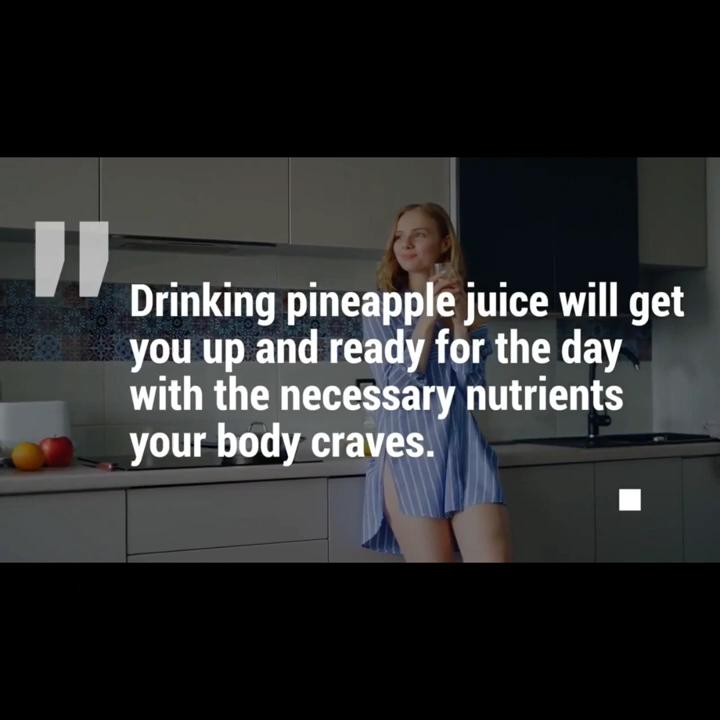 "
Drinking pineapple juice will get
you up and ready for the day
with the necessary nutrients
your body craves.